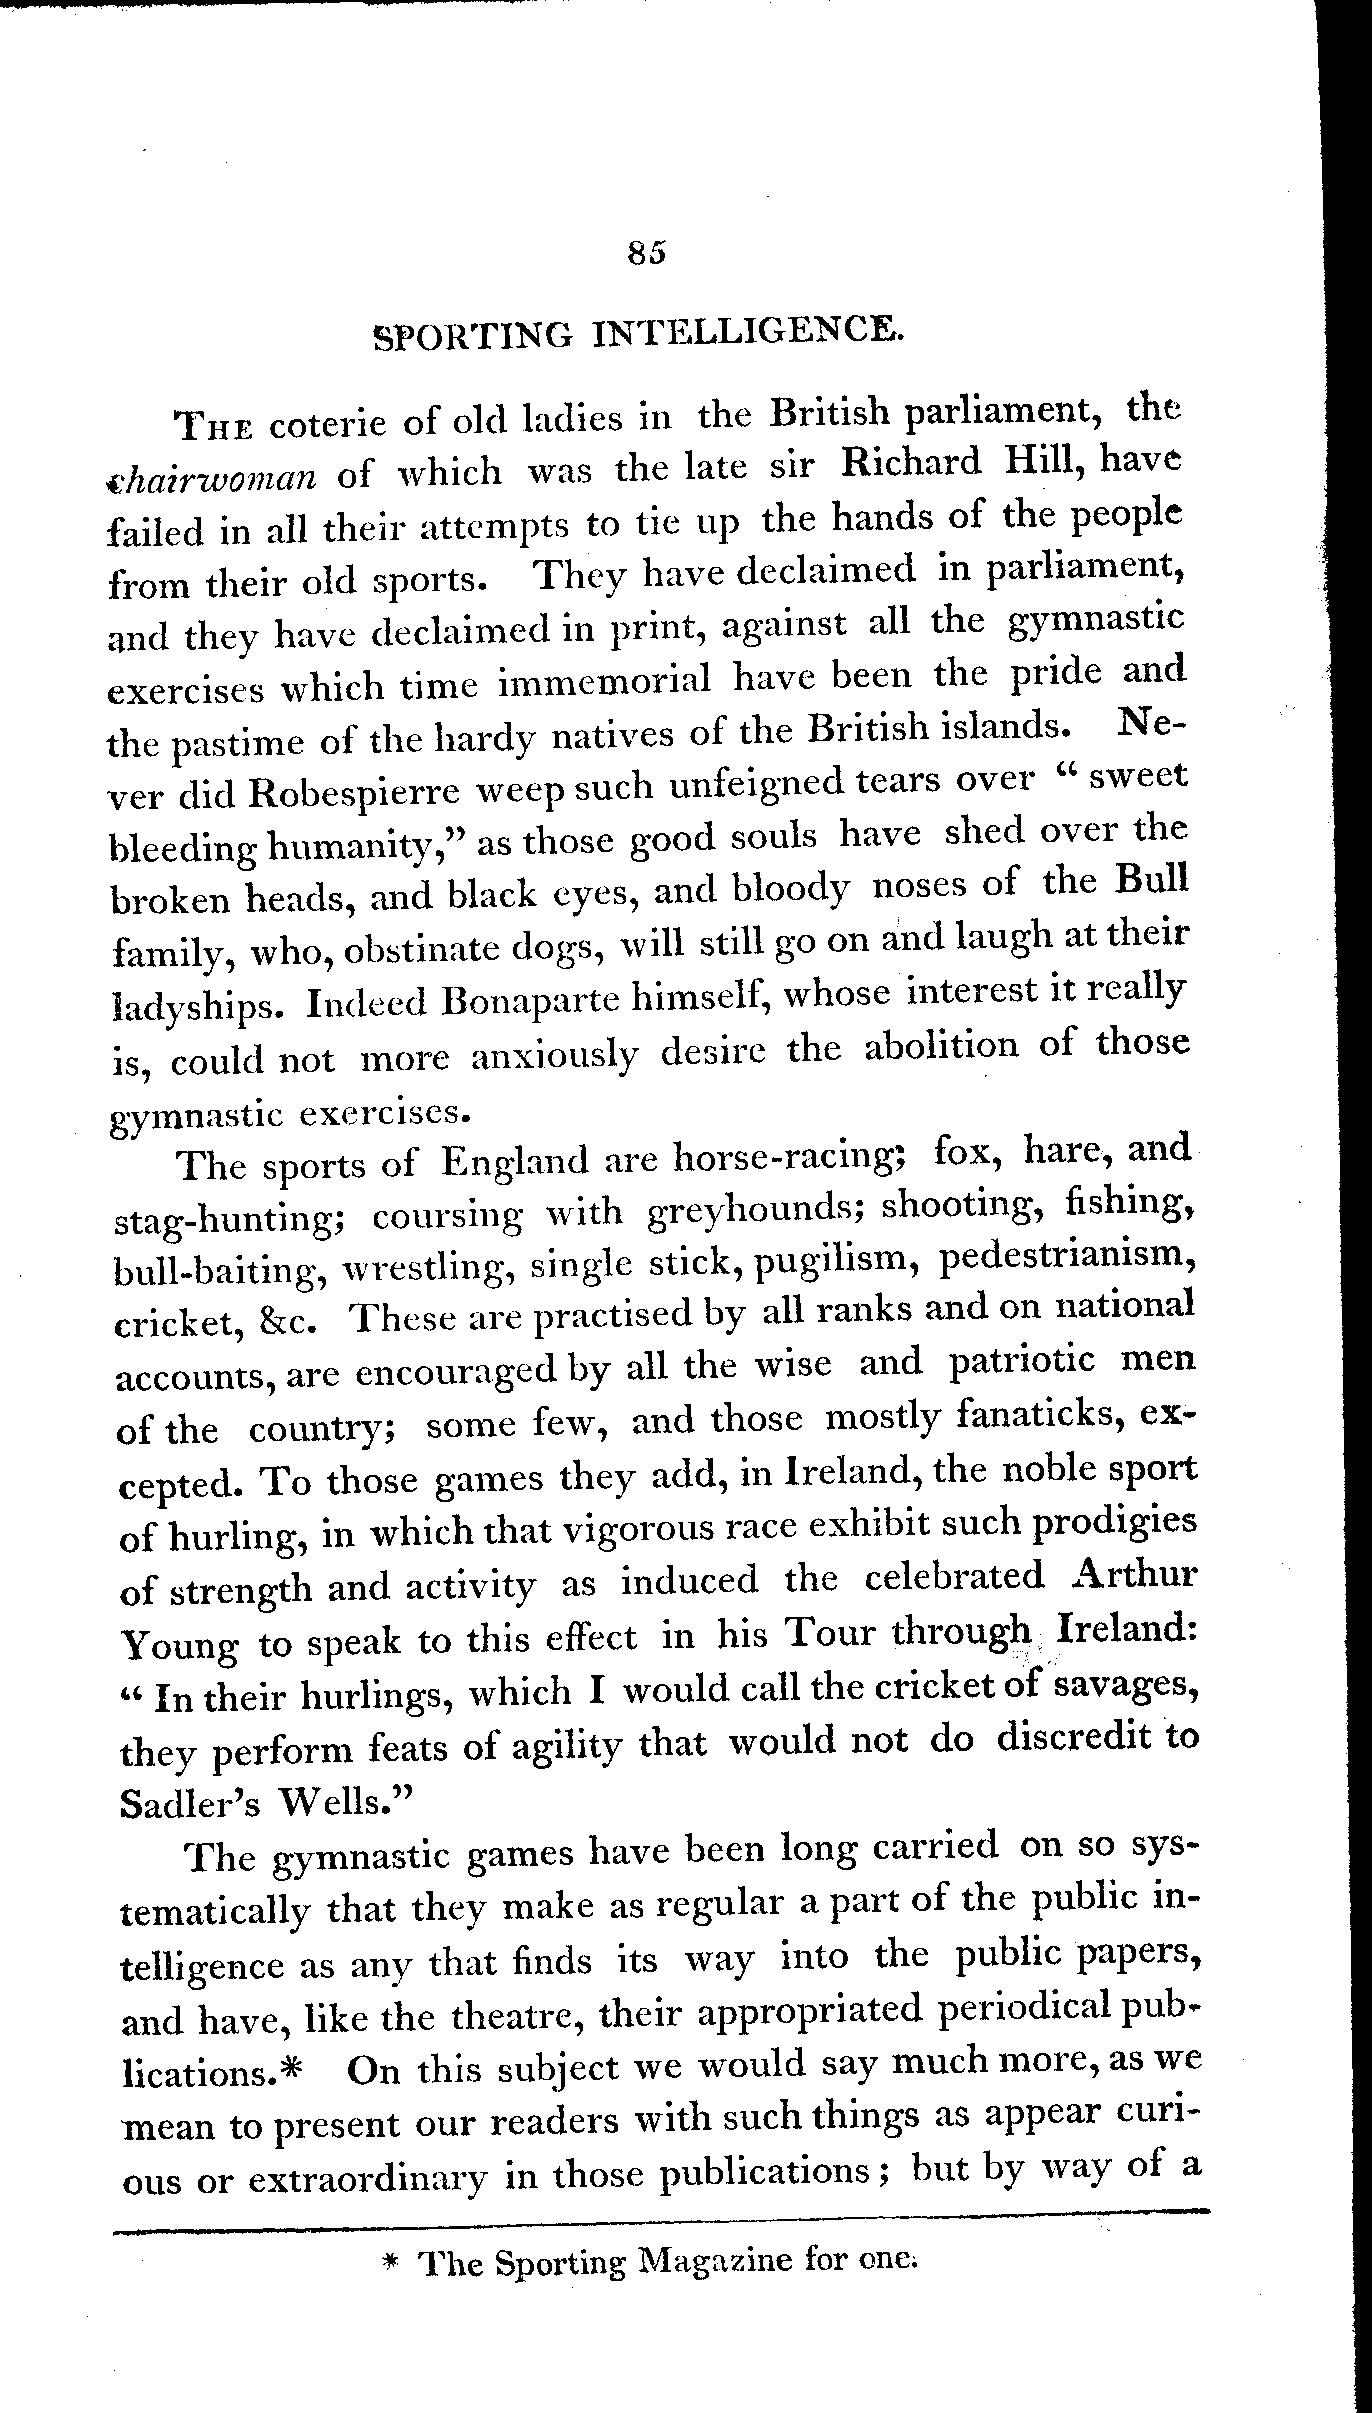 85
SPORTING INTELLIGENCE.
THE coterie of old ladies in the British parliament, the
chairwoman of which was the late sir Richard Hill, have
failed in all their attempts to tie up the hands of the people
from their old sports. They have declaimed in parliament,
and they have declaimed in print, against all the gymnastic
exercises which time immemorial have been the pride and
the pastime of the hardy natives of the British islands. Ne-
ver did Robespierre weep such unfeigned tears over “ sweet
bleeding humanity,” as those good souls have shed over the
broken heads, and black eyes, and bloody noses of the Bull
family, who, obstinate dogs, will still go on and laugh at their
ladyships. Indeed Bonaparte himself, whose interest it really
is, could not more anxiously desire the abolition of those
gymnastic exercises.
The sports of England are horse-racing; fox, hare, and
stag-hunting; coursing with greyhounds; shooting, fishing,
bull-baiting, wrestling, single stick, pugilism, pedestrianism,
cricket, &c. These are practised by all ranks and on national
accounts, are encouraged by all the wise and patriotic men
of the country; some few, and those mostly fanaticks, ex-
cepted. To those games they add, in Ireland, the noble sport
of hurling, in which that vigorous race exhibit such prodigies
of strength and activity as induced the celebrated Arthur
Young to speak to this effect in his Tour through Ireland:
“ In their hurlings, which I would call the cricket of savages,
they perform feats of agility that would not do discredit to
Sadler’s Wells.”
The gymnastic games have been long carried on so sys-
tematically that they make as regular a part of the public in-
telligence as any that finds its way into the public papers,
and have, like the theatre, their appropriated periodical pub-
lications.* On this subject we would say much more, as we
mean to present our readers with such things as appear curi-
ous or extraordinary in those publications; but by way of a
* The Sporting Magazine for one.